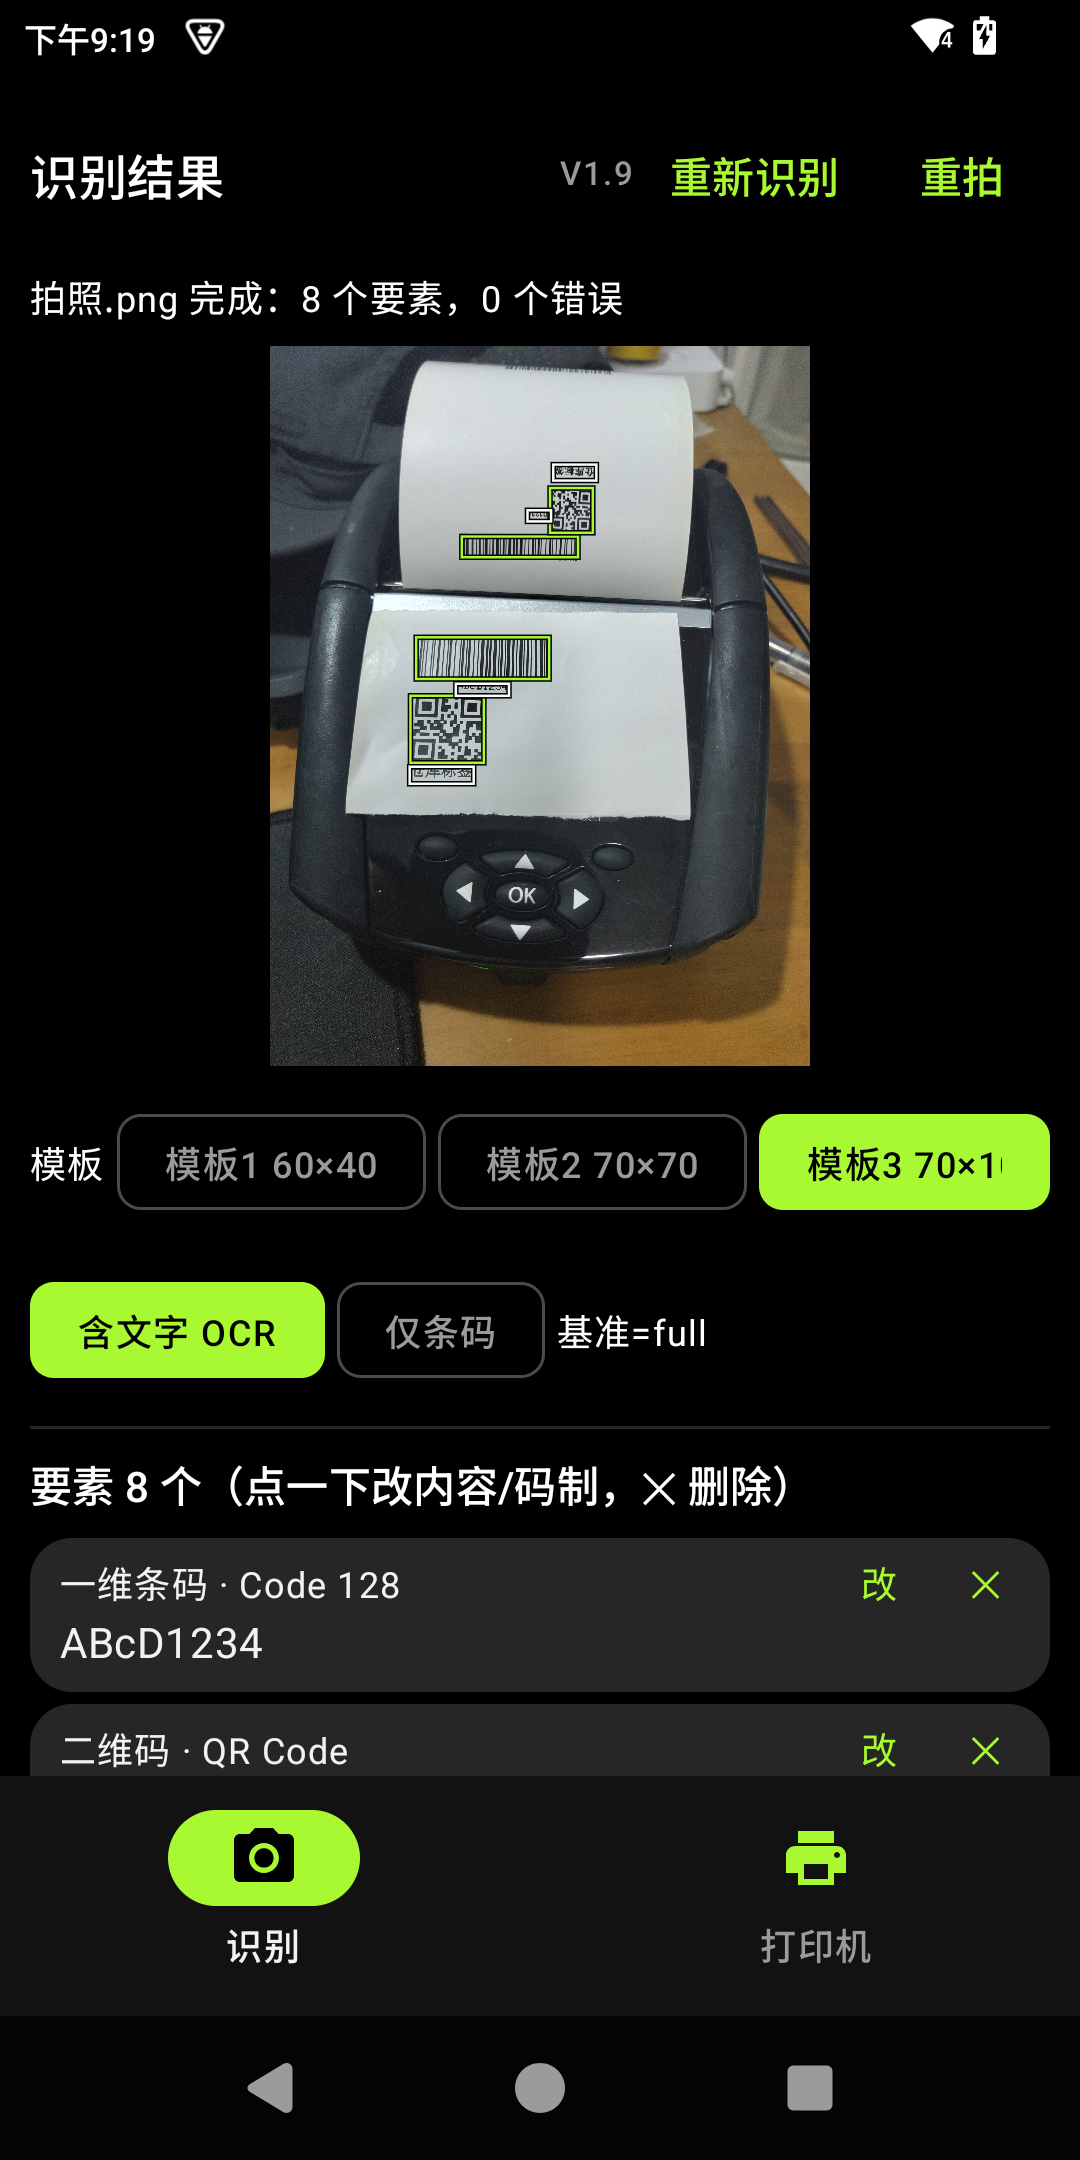 下午9:19
4
识别结果
V1.9
重新识别
重拍
拍照.png 完成：8 个要素，0 个错误
OK
模板
模板1 60×40
模板2 70×70
模板3 70×1
含文字 OCR
仅条码
基准=full
要素 8 个（点一下改内容/码制，✕ 删除）
一维条码 · Code 128
改
ABcD1234
二维码 · QR Code
改
识别
打印机